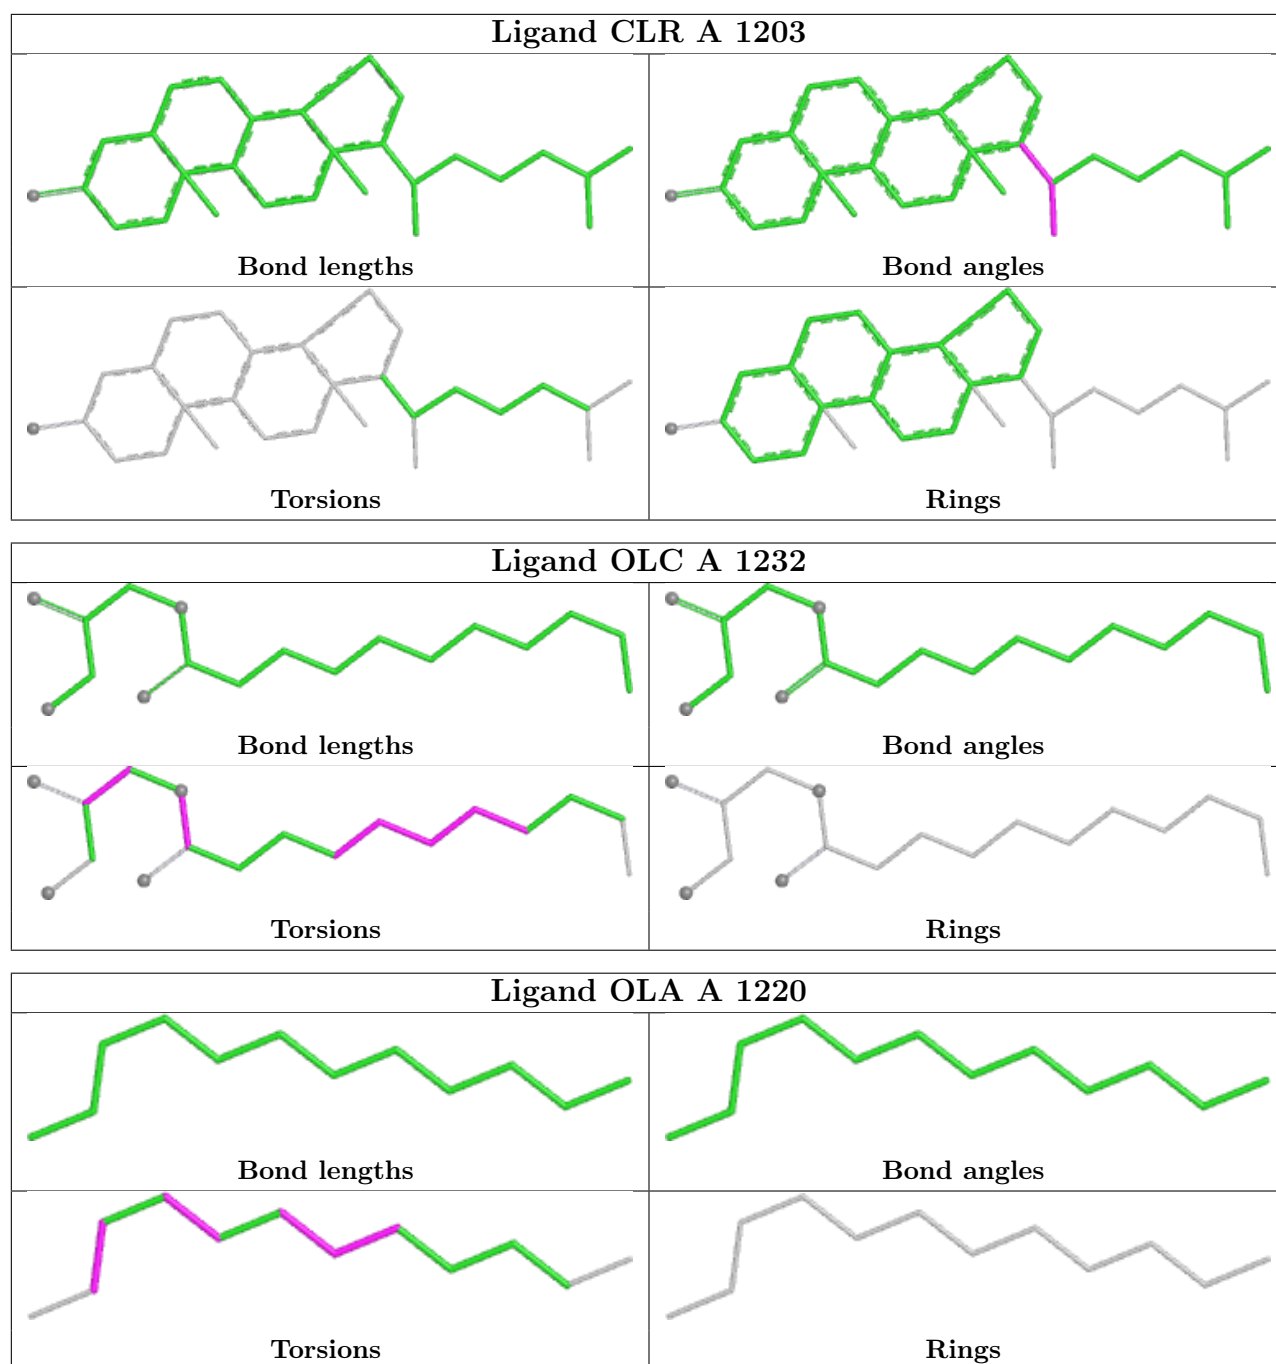 Ligand CLR A 1203
Bond lengths
Bond angles
Torsions
Rings
Ligand OLC A 1232
Bond lengths
Bond angles
Torsions
Rings
Ligand OLA A 1220
Bond lengths
Bond angles
Torsions
Rings